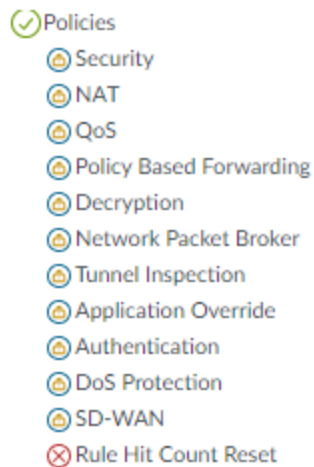 Policies
Security
NAT
QoS
Policy Based Forwarding
Decryption
Network Packet Broker
Tunnel Inspection
Application Override
Authentication
DoS Protection
SD-WAN
Rule Hit Count Reset